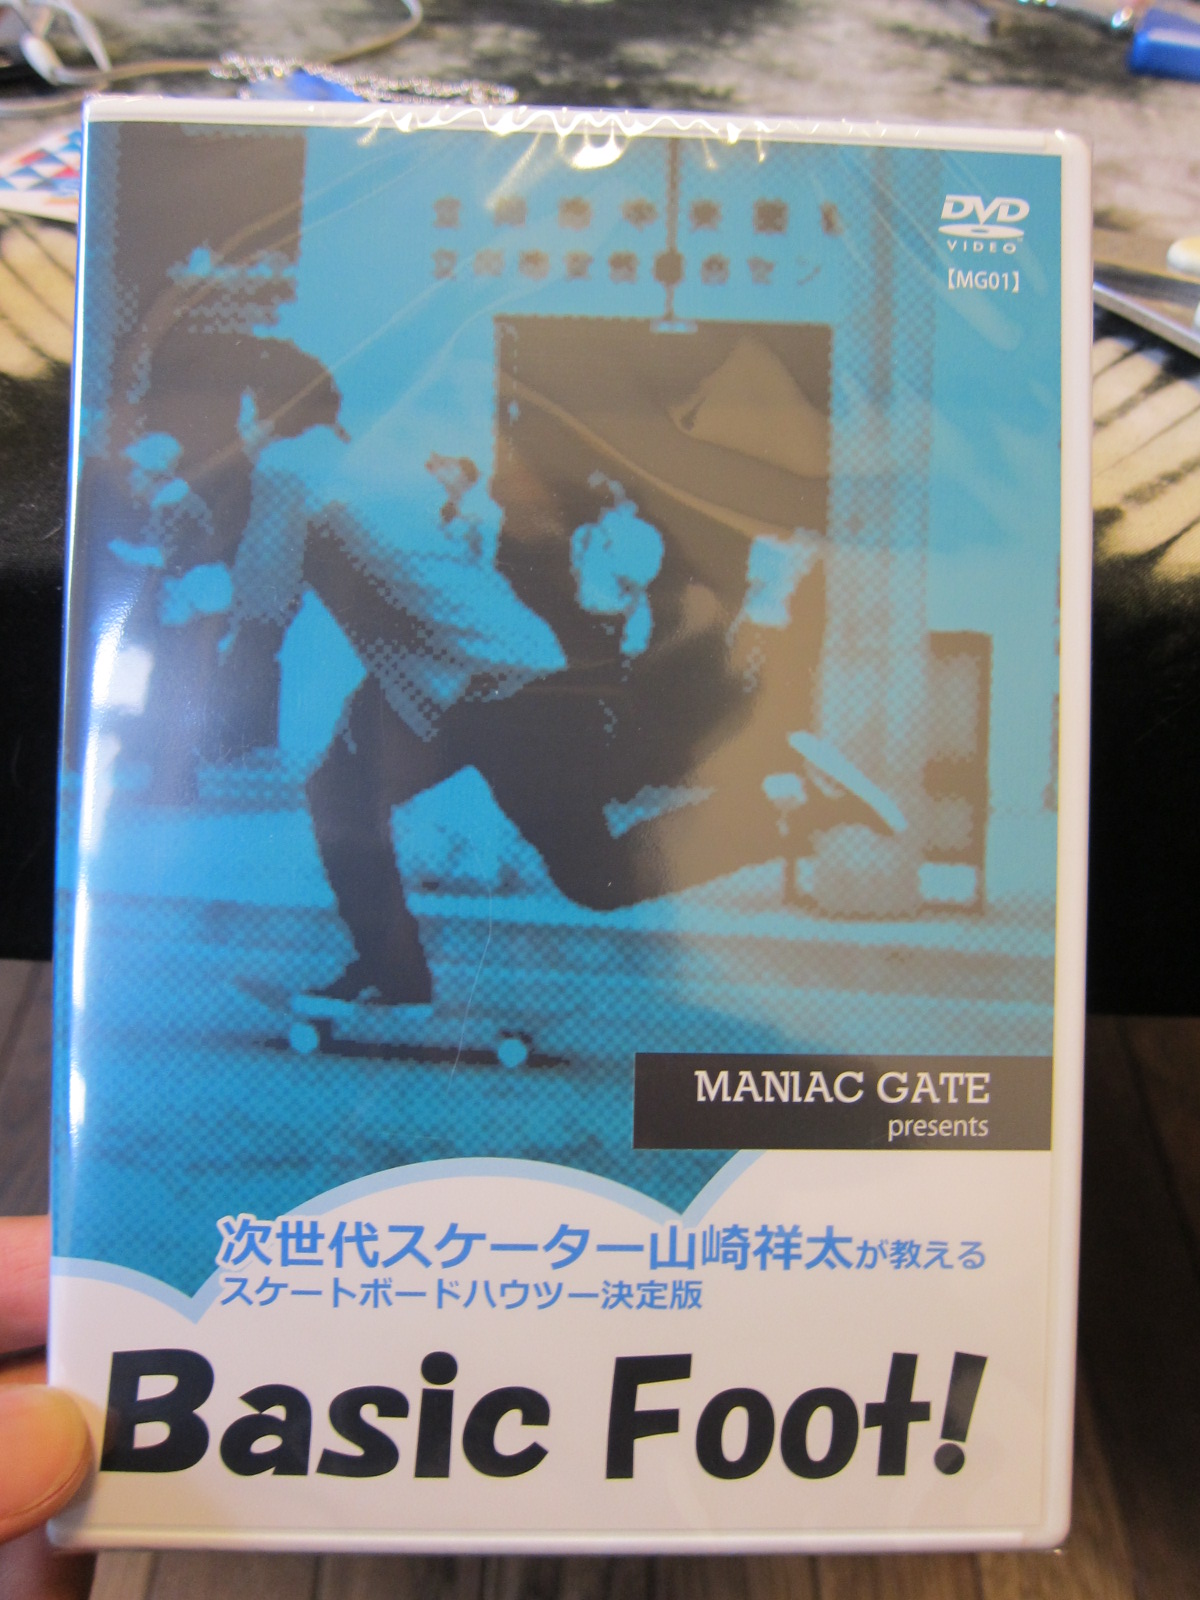 DVD
VIDEO
【MG01】
MANIAC GATE
presents
次世代スケーター山崎祥太が教える
スケートボードハウツー決定版
Basic Foot!